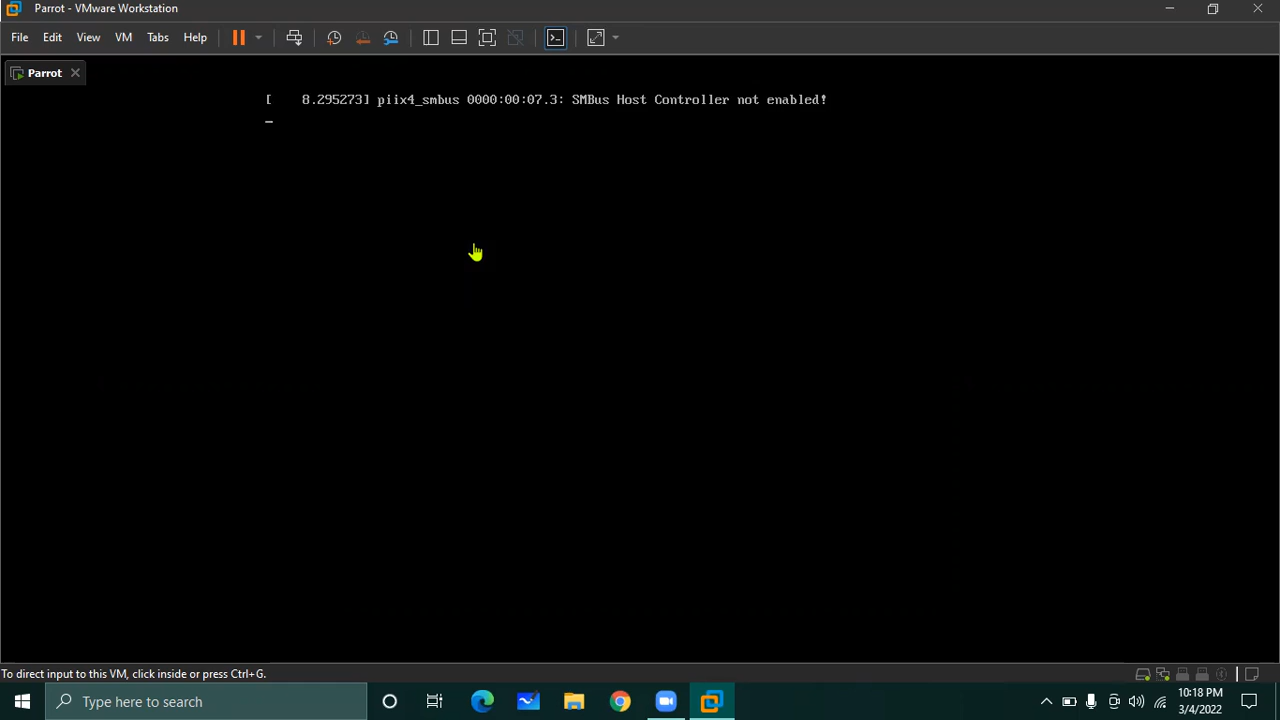 Parrot - VMware Workstation
File Edit View VM Tabs Help
Parrot
[    8.295273] piix4_smbus 0000:00:07.3: SMBus Host Controller not enabled!
_
To direct input to this VM, click inside or press Ctrl+G.
Type here to search
10:18 PM
3/4/2022